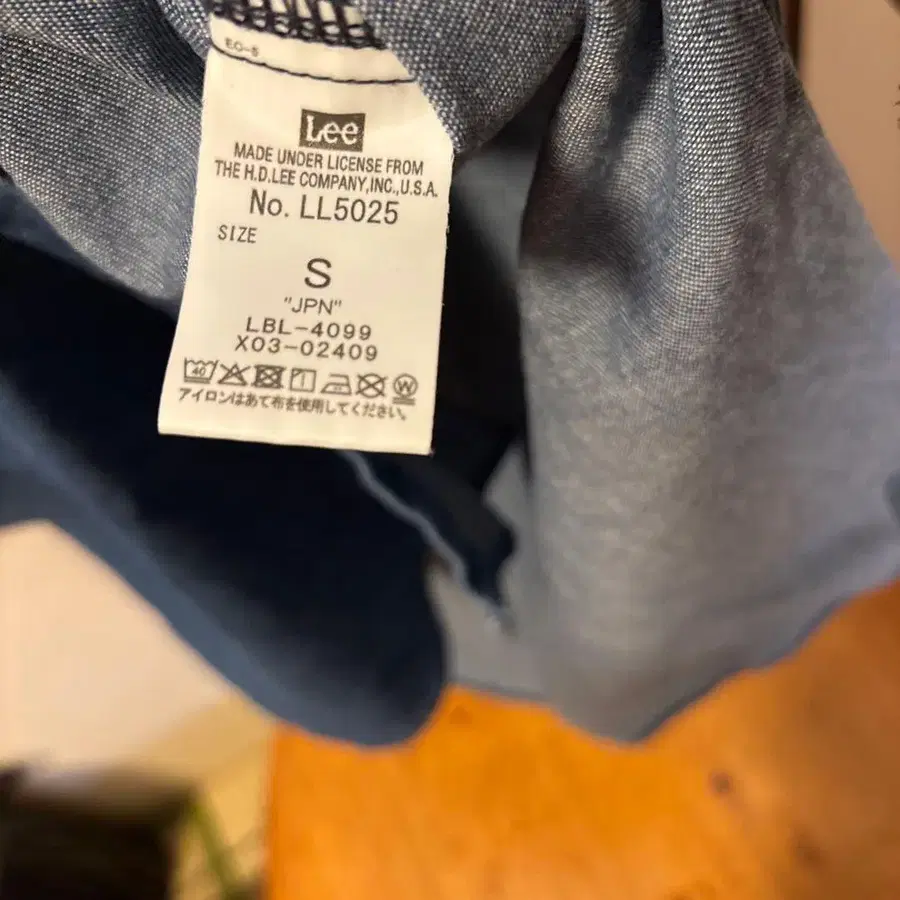 EO-S
Lee
MADE UNDER LICENSE FROM
THE H.D.LEE COMPANY,INC.,U.S.A.
No. LL5025
SIZE
S
"JPN"
LBL-4099
X03-02409
40
W
アイロンはあて布を使用してください。